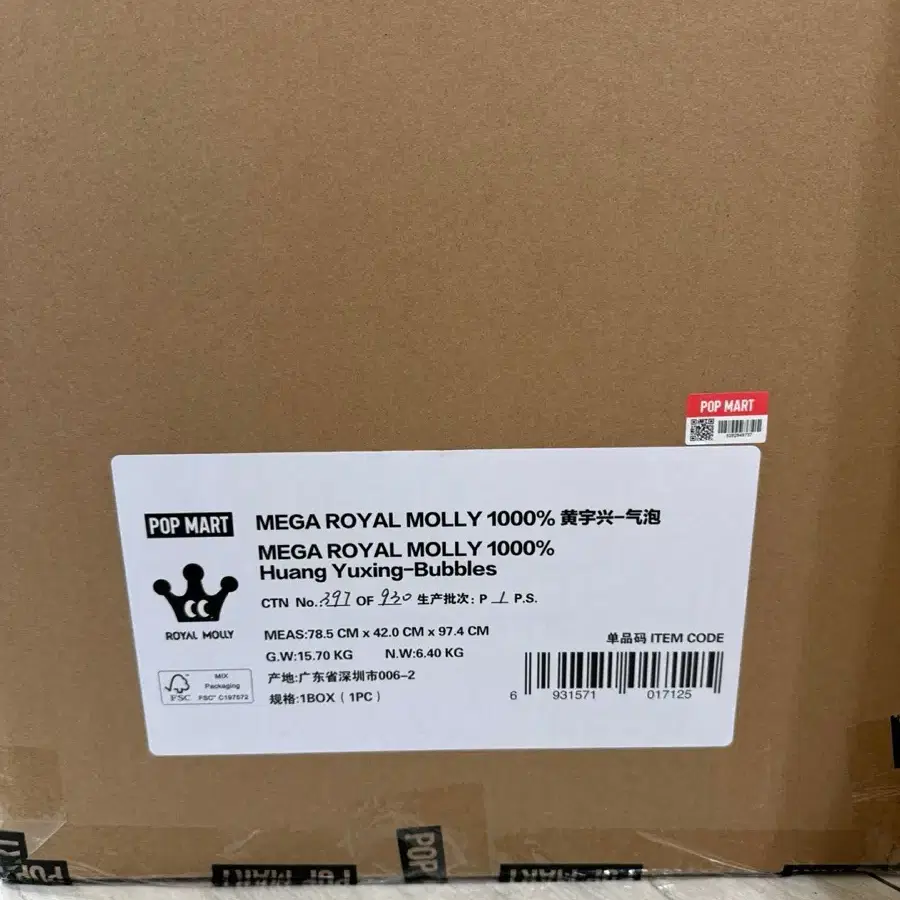 POP MART
POP MART
MEGA ROYAL MOLLY 1000% 黄宇兴-气泡
MEGA ROYAL MOLLY 1000%
Huang Yuxing-Bubbles
CTN No.397 OF 930 生产批次: P 1 P.S.
ROYAL MOLLY
MEAS:78.5 CM x 42.0 CM x 97.4 CM
单品码 ITEM CODE
G.W:15.70 KG N.W:6.40 KG
MIX
Packaging
FSC FSC® C197572
产地:广东省深圳市006-2
规格:1BOX ( 1PC )
6 931571 017125
POP
POP MART